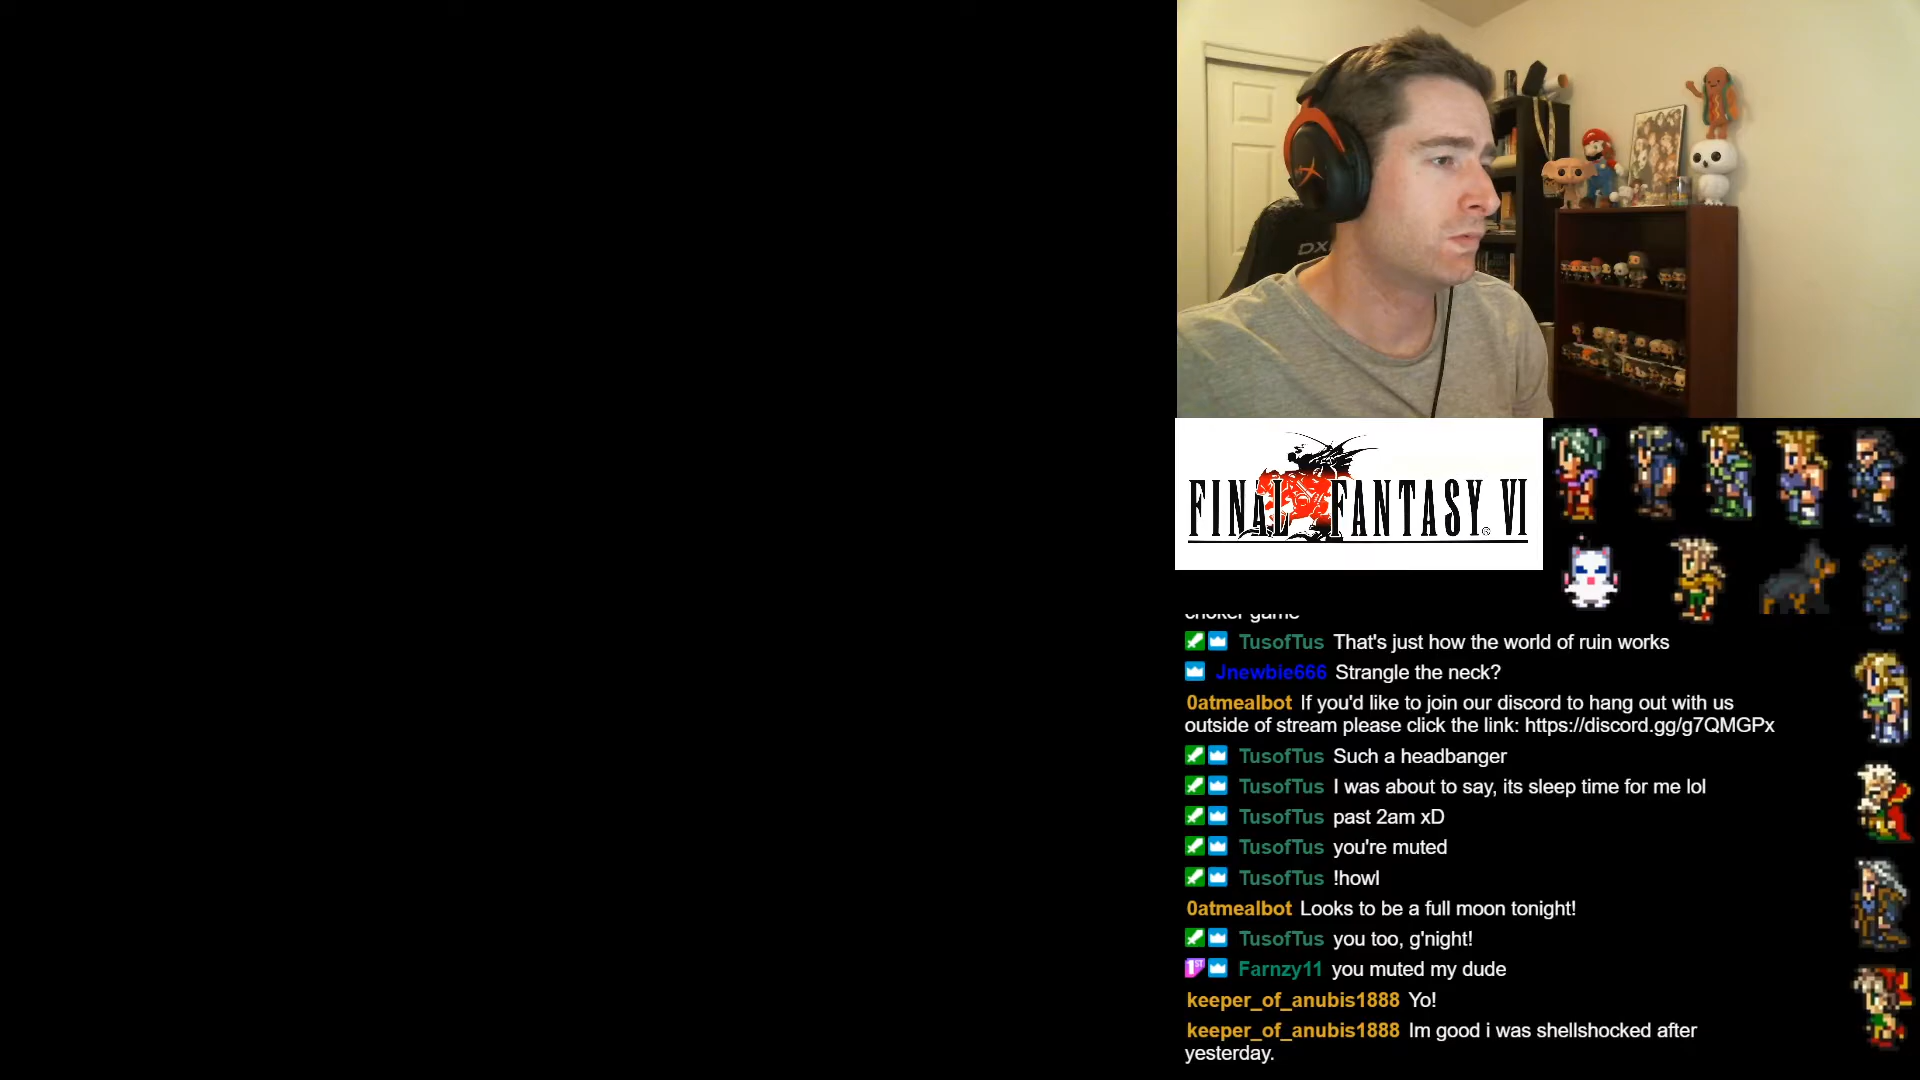 DX
FINAL FANTASY® VI
choker game
TusofTus That's just how the world of ruin works
Jnewbie666 Strangle the neck?
0atmealbot If you'd like to join our discord to hang out with us
outside of stream please click the link: https://discord.gg/g7QMGPx
TusofTus Such a headbanger
TusofTus I was about to say, its sleep time for me lol
TusofTus past 2am xD
TusofTus you're muted
TusofTus !howl
0atmealbot Looks to be a full moon tonight!
TusofTus you too, g'night!
1ST Farnzy11 you muted my dude
keeper_of_anubis1888 Yo!
keeper_of_anubis1888 Im good i was shellshocked after
yesterday.